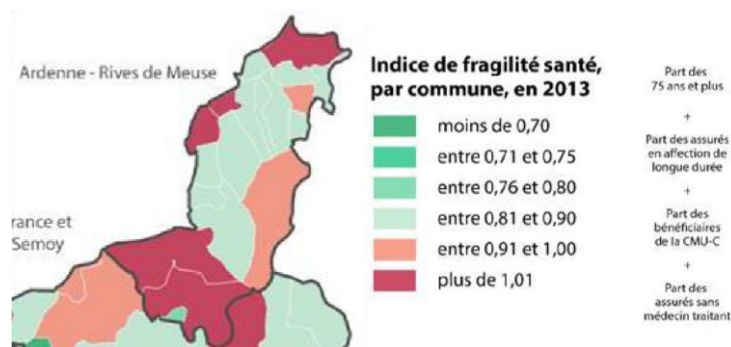 Ardenne - Rives de Meuse
rance et
Semoy
Indice de fragilité santé,
par commune, en 2013
moins de 0,70
entre 0,71 et 0,75
entre 0,76 et 0,80
entre 0,81 et 0,90
entre 0,91 et 1,00
plus de 1,01
Part des
75 ans et plus
+
Part des assurés
en affection de
longue durée
+
Part des
bénéficiaires
de la CMU-C
+
Part des
assurés sans
médecin traitant